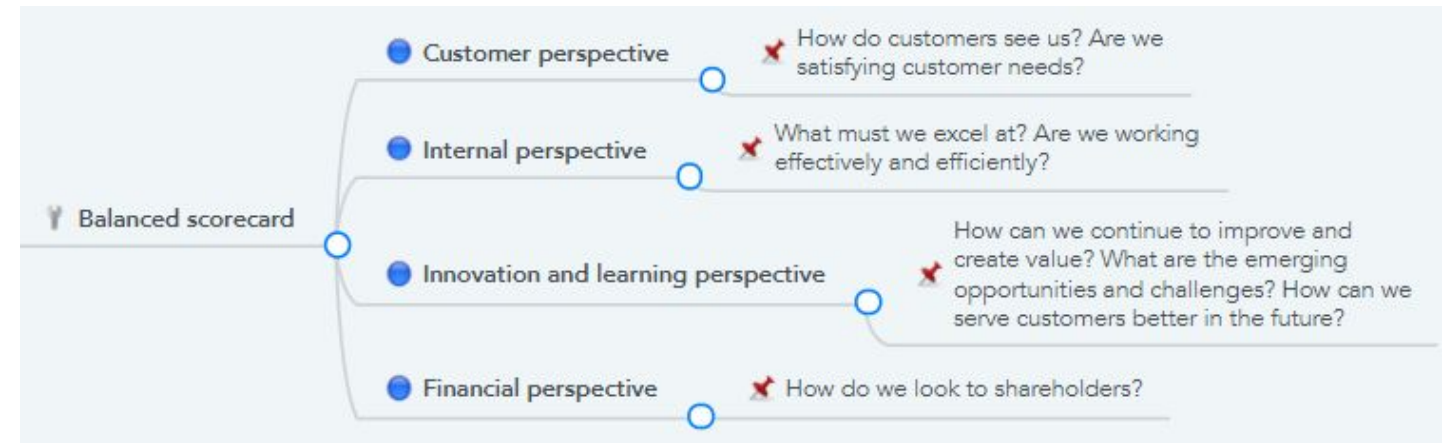 Customer perspective
How do customers see us? Are we
satisfying customer needs?
Internal perspective
What must we excel at? Are we working
effectively and efficiently?
Balanced scorecard
Innovation and learning perspective
How can we continue to improve and
create value? What are the emerging
opportunities and challenges? How can we
serve customers better in the future?
Financial perspective
How do we look to shareholders?